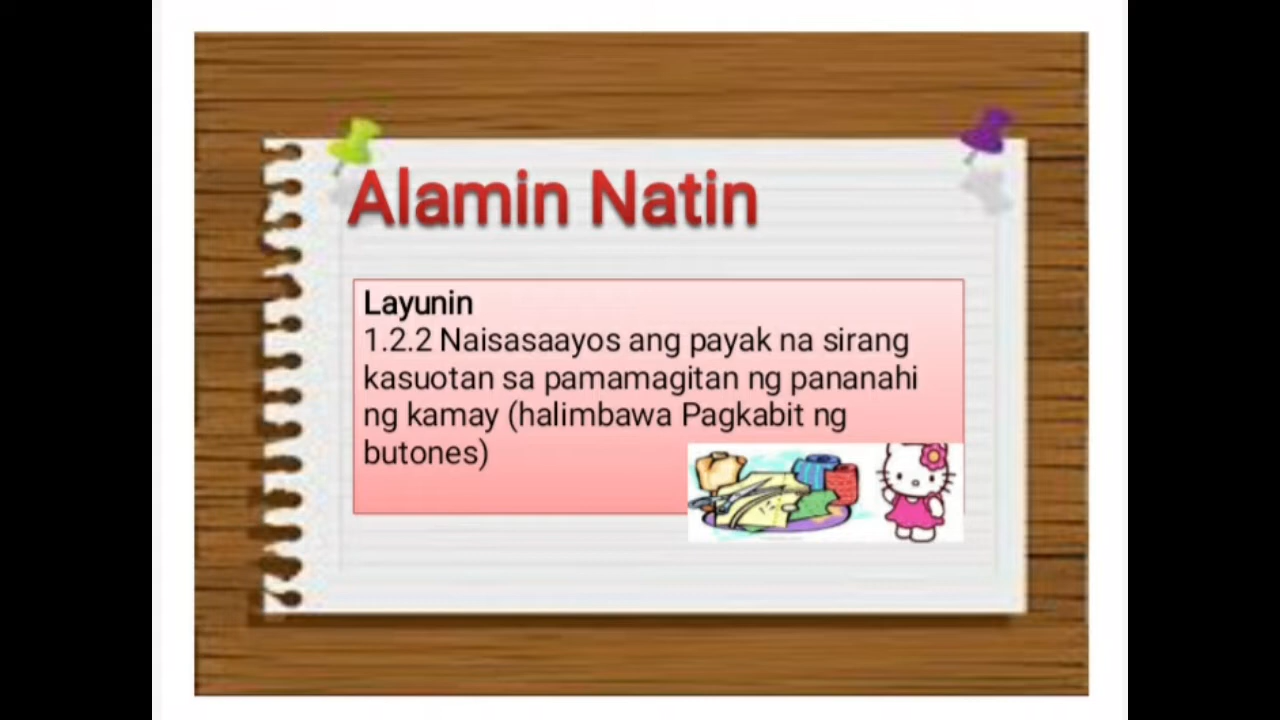 Alamin Natin
Layunin
1.2.2 Naisasaayos ang payak na sirang
kasuotan sa pamamagitan ng pananahi
ng kamay (halimbawa Pagkabit ng
butones)